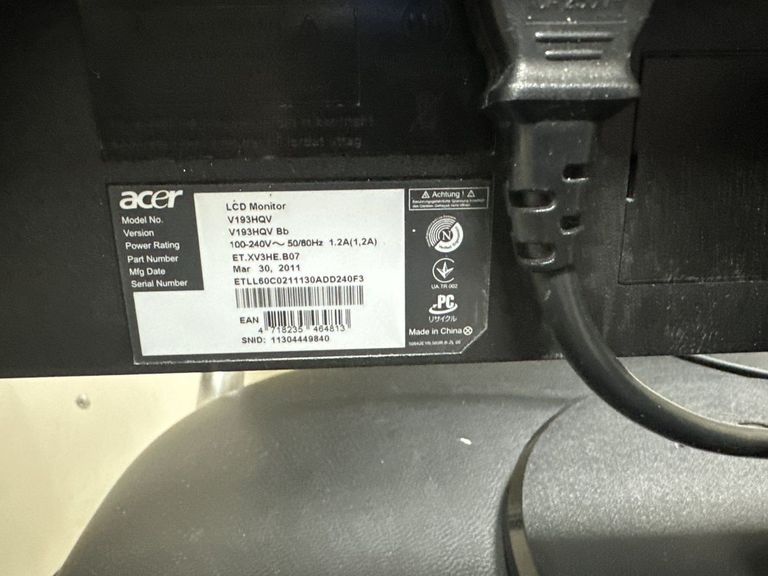 acer
LCD Monitor
Model No. V193HQV
Version V193HQV Bb
Power Rating 100-240V～ 50/60Hz 1.2A(1,2A)
Part Number ET.XV3HE.B07
Mfg Date Mar 30, 2011
Serial Number ETLL60C0211130ADD240F3
EAN
4 718235 464813
SNID: 11304449840
Achtung !
UA.TR.002
PC
リサイクル
Made in China